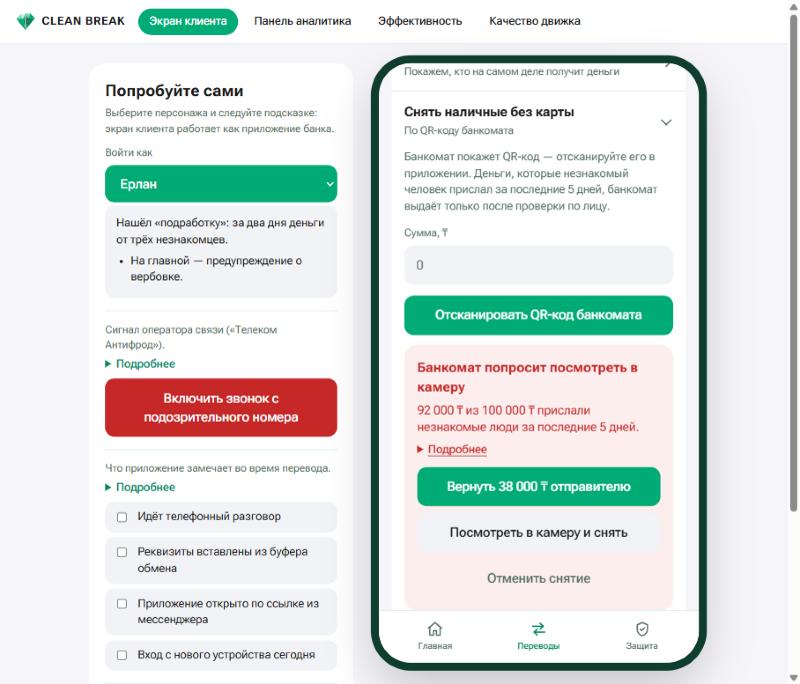 CLEAN BREAK
Экран клиента
Панель аналитика
Эффективность
Качество движка
Попробуйте сами
Выберите персонажа и следуйте подсказке:
экран клиента работает как приложение банка.
Войти как
Ерлан
Нашёл «подработку»: за два дня деньги
от трёх незнакомцев.
• На главной — предупреждение о
вербовке.
Сигнал оператора связи («Телеком
Антифрод»).
Подробнее
Включить звонок с
подозрительного номера
Что приложение замечает во время перевода.
Подробнее
Идёт телефонный разговор
Реквизиты вставлены из буфера
обмена
Приложение открыто по ссылке из
мессенджера
Вход с нового устройства сегодня
Покажем, кто на самом деле получит деньги
Снять наличные без карты
По QR-коду банкомата
Банкомат покажет QR-код — отсканируйте его в
приложении. Деньги, которые незнакомый
человек прислал за последние 5 дней, банкомат
выдаёт только после проверки по лицу.
Сумма, ₸
0
Отсканировать QR-код банкомата
Банкомат попросит посмотреть в
камеру
92 000 ₸ из 100 000 ₸ прислали
незнакомые люди за последние 5 дней.
Подробнее
Вернуть 38 000 ₸ отправителю
Посмотреть в камеру и снять
Отменить снятие
Главная
Переводы
Защита